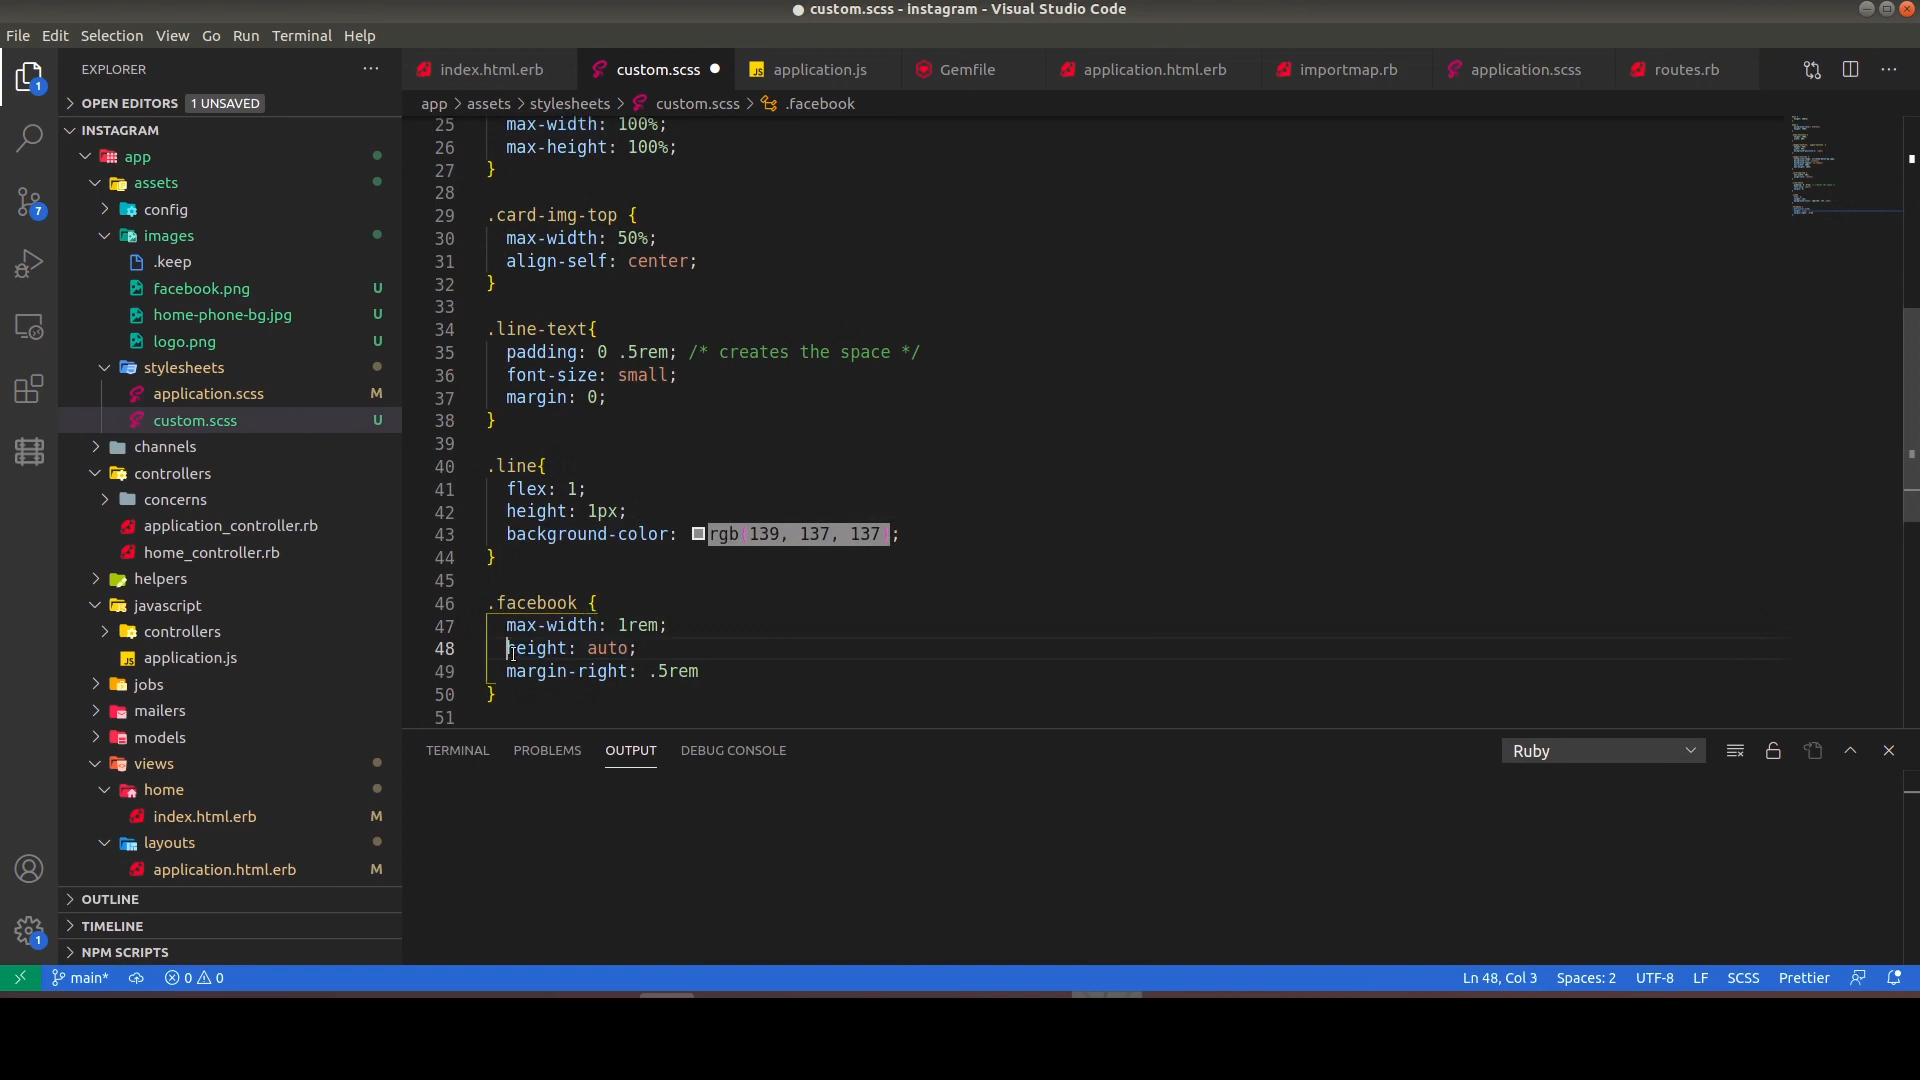 custom.scss - instagram - Visual Studio Code
File Edit Selection View Go Run Terminal Help
EXPLORER
index.html.erb custom.scss application.js Gemfile application.html.erb importmap.rb application.scss routes.rb
OPEN EDITORS 1 UNSAVED
app > assets > stylesheets > custom.scss > .facebook
INSTAGRAM
app
assets
config
images
.keep
facebook.png U
home-phone-bg.jpg U
logo.png U
stylesheets
application.scss M
custom.scss U
channels
controllers
concerns
application_controller.rb
home_controller.rb
helpers
javascript
controllers
application.js
jobs
mailers
models
views
home
index.html.erb M
layouts
application.html.erb M
OUTLINE
TIMELINE
NPM SCRIPTS
1
7
1
25 max-width: 100%;
26 max-height: 100%;
27 }
28
29 .card-img-top {
30 max-width: 50%;
31 align-self: center;
32 }
33
34 .line-text{
35 padding: 0 .5rem; /* creates the space */
36 font-size: small;
37 margin: 0;
38 }
39
40 .line{
41 flex: 1;
42 height: 1px;
43 background-color: rgb(139, 137, 137);
44 }
45
46 .facebook {
47 max-width: 1rem;
48 height: auto;
49 margin-right: .5rem
50 }
51
TERMINAL PROBLEMS OUTPUT DEBUG CONSOLE Ruby
main* 0 0 Ln 48, Col 3 Spaces: 2 UTF-8 LF SCSS Prettier